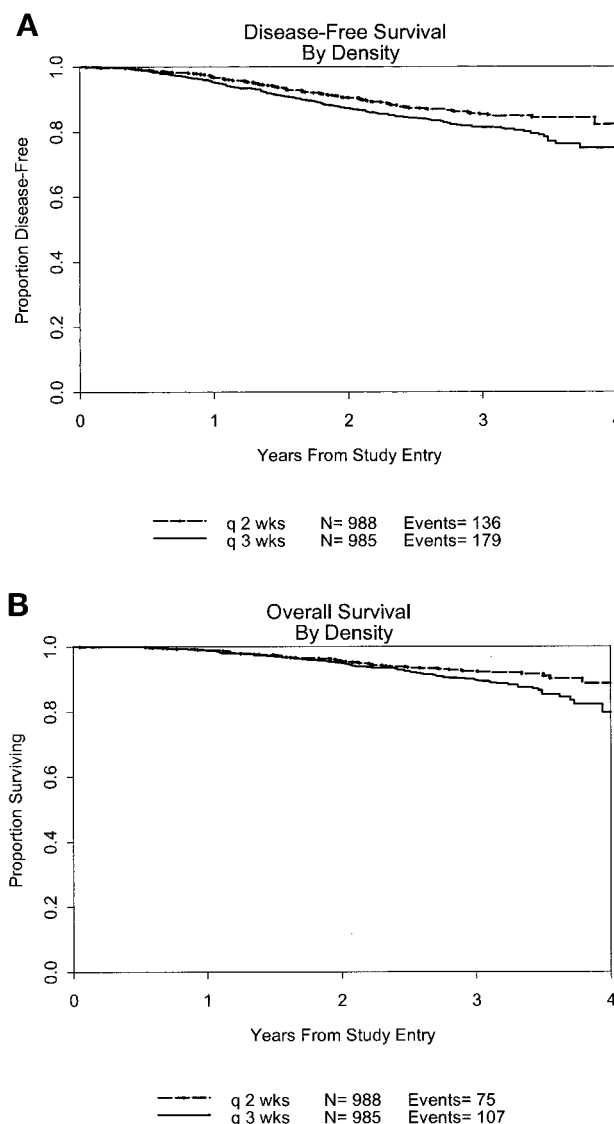 A
Disease-Free Survival
By Density
Proportion Disease-Free
1.0
0.8
0.6
0.4
0.2
0.0
0 1 2 3 4
Years From Study Entry
q 2 wks N= 988 Events= 136
q 3 wks N= 985 Events= 179
B
Overall Survival
By Density
Proportion Surviving
1.0
0.8
0.6
0.4
0.2
0.0
0 1 2 3 4
Years From Study Entry
q 2 wks N= 988 Events= 75
q 3 wks N= 985 Events= 107